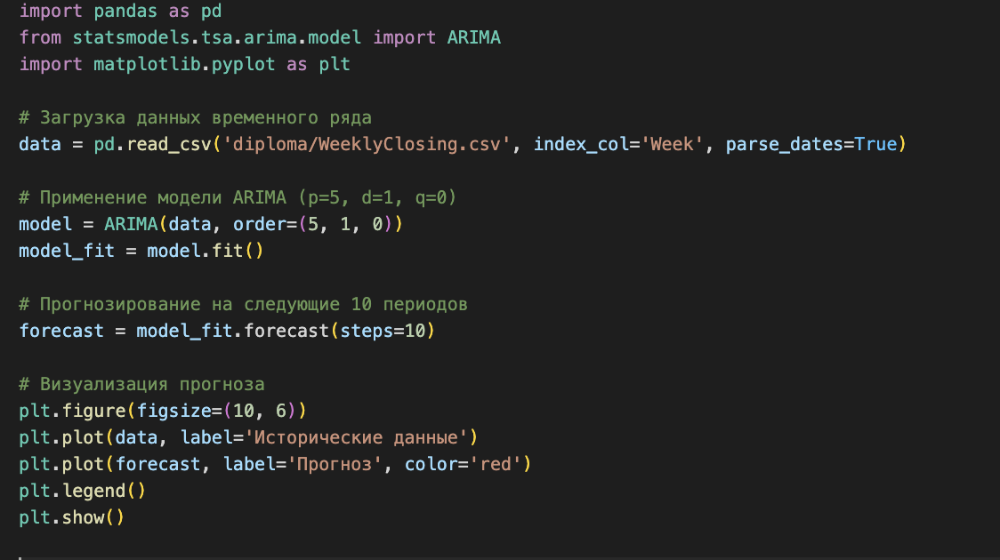 import pandas as pd
from statsmodels.tsa.arima.model import ARIMA
import matplotlib.pyplot as plt
# Загрузка данных временного ряда
data = pd.read_csv('diploma/WeeklyClosing.csv', index_col='Week', parse_dates=True)
# Применение модели ARIMA (p=5, d=1, q=0)
model = ARIMA(data, order=(5, 1, 0))
model_fit = model.fit()
# Прогнозирование на следующие 10 периодов
forecast = model_fit.forecast(steps=10)
# Визуализация прогноза
plt.figure(figsize=(10, 6))
plt.plot(data, label='Исторические данные')
plt.plot(forecast, label='Прогноз', color='red')
plt.legend()
plt.show()